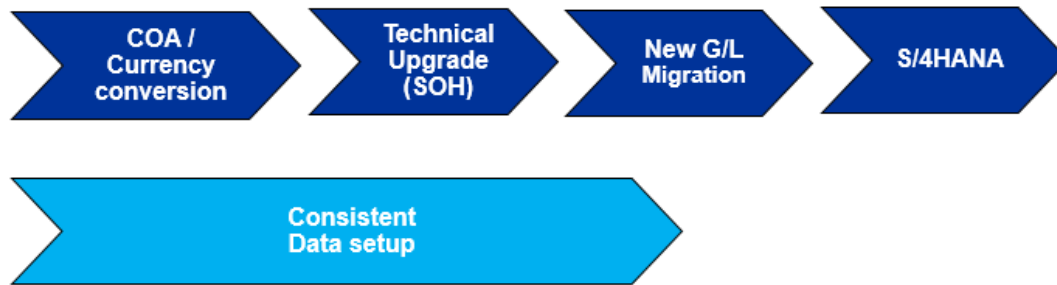 COA /
Currency
conversion
Technical
Upgrade
(SOH)
New G/L
Migration
S/4HANA
Consistent
Data setup